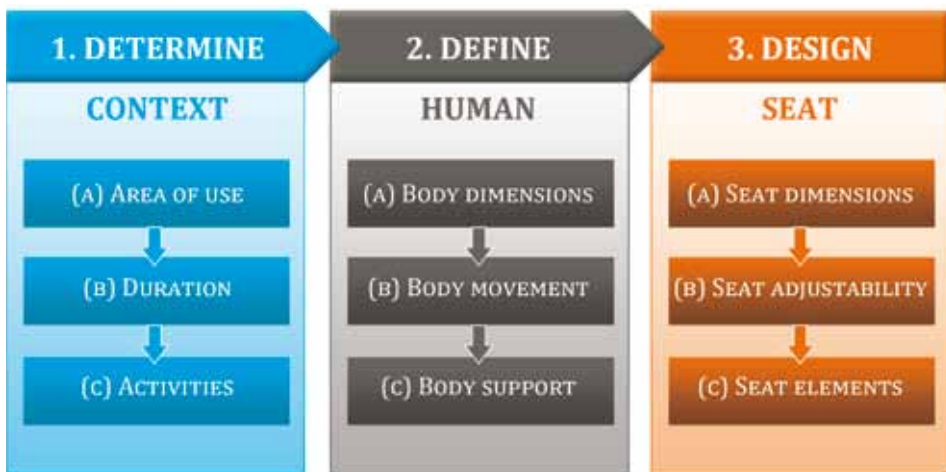 1. DETERMINE
CONTEXT
(A) AREA OF USE
(B) DURATION
(C) ACTIVITIES
2. DEFINE
HUMAN
(A) BODY DIMENSIONS
(B) BODY MOVEMENT
(C) BODY SUPPORT
3. DESIGN
SEAT
(A) SEAT DIMENSIONS
(B) SEAT ADJUSTABILITY
(C) SEAT ELEMENTS